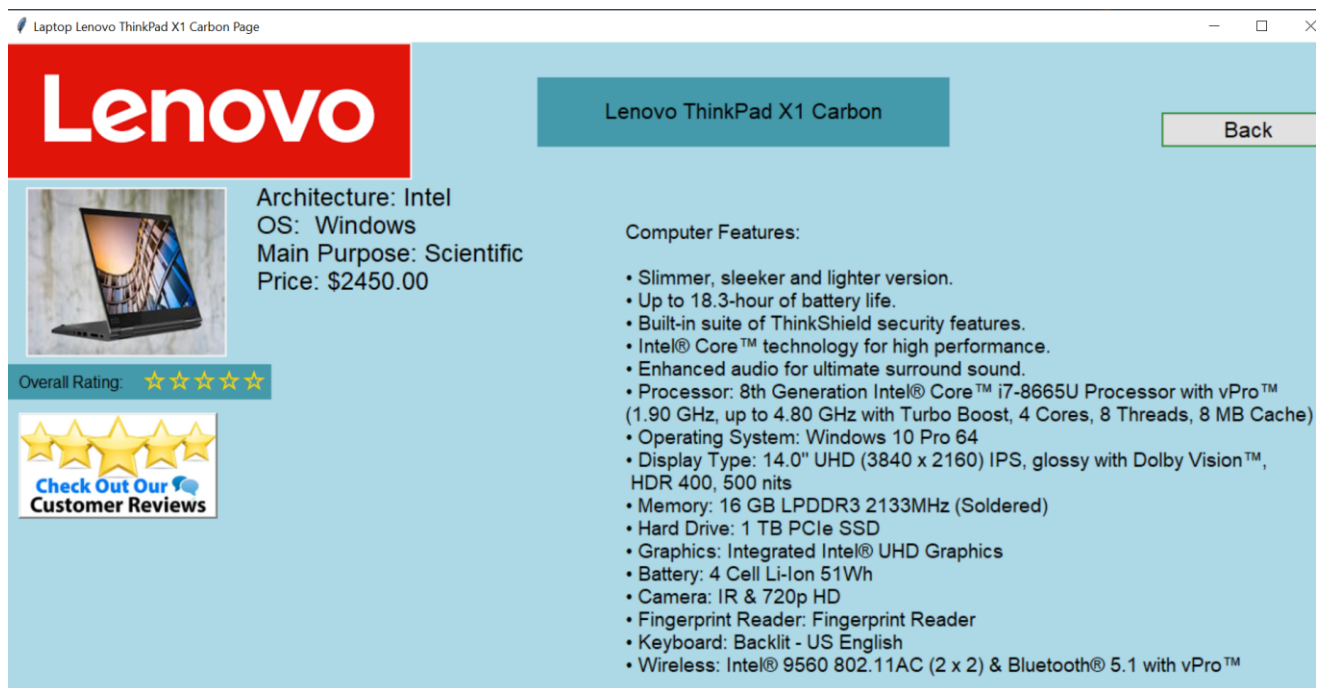 Laptop Lenovo ThinkPad X1 Carbon Page
Lenovo
Lenovo ThinkPad X1 Carbon
Back
Architecture: Intel
OS:  Windows
Main Purpose: Scientific
Price: $2450.00
Overall Rating: ☆☆☆☆☆
Check Out Our
Customer Reviews
Computer Features:
• Slimmer, sleeker and lighter version.
• Up to 18.3-hour of battery life.
• Built-in suite of ThinkShield security features.
• Intel® Core™ technology for high performance.
• Enhanced audio for ultimate surround sound.
• Processor: 8th Generation Intel® Core™ i7-8665U Processor with vPro™
(1.90 GHz, up to 4.80 GHz with Turbo Boost, 4 Cores, 8 Threads, 8 MB Cache)
• Operating System: Windows 10 Pro 64
• Display Type: 14.0" UHD (3840 x 2160) IPS, glossy with Dolby Vision™,
HDR 400, 500 nits
• Memory: 16 GB LPDDR3 2133MHz (Soldered)
• Hard Drive: 1 TB PCIe SSD
• Graphics: Integrated Intel® UHD Graphics
• Battery: 4 Cell Li-Ion 51Wh
• Camera: IR & 720p HD
• Fingerprint Reader: Fingerprint Reader
• Keyboard: Backlit - US English
• Wireless: Intel® 9560 802.11AC (2 x 2) & Bluetooth® 5.1 with vPro™